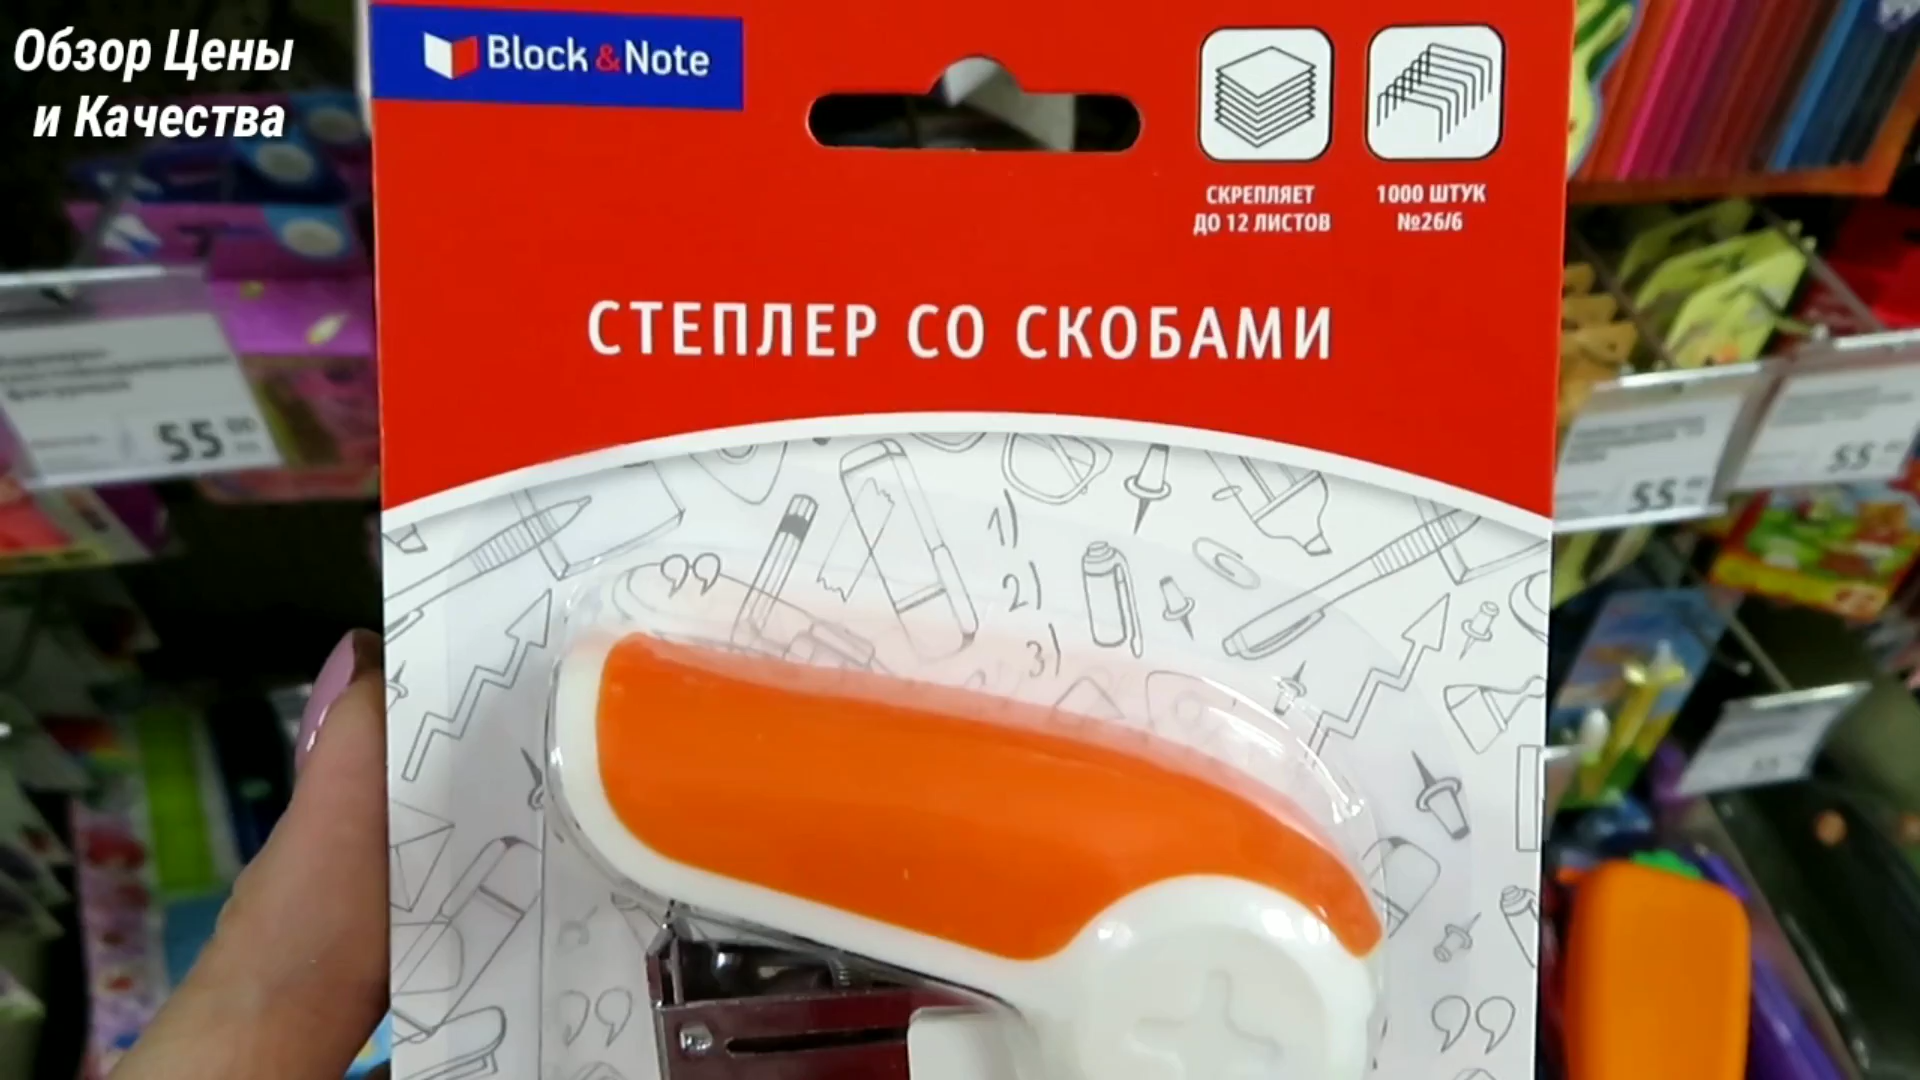 Обзор Цены
и Качества
Block & Note
СКРЕПЛЯЕТ
ДО 12 ЛИСТОВ
1000 ШТУК
№26/6
СТЕПЛЕР СО СКОБАМИ
1)
2)
3)
55 00
55
55